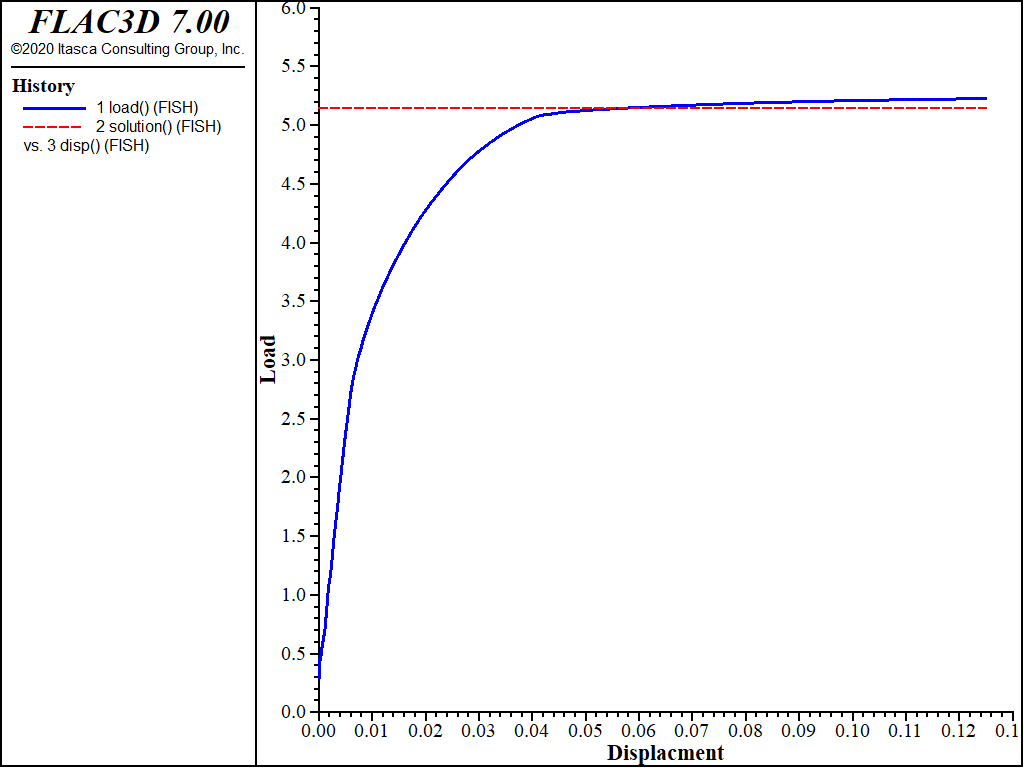 FLAC3D 7.00
©2020 Itasca Consulting Group, Inc.
History
1 load() (FISH)
2 solution() (FISH)
vs. 3 disp() (FISH)
6.0
5.5
5.0
4.5
4.0
3.5
3.0
2.5
2.0
1.5
1.0
0.5
0.0
Load
0.00 0.01 0.02 0.03 0.04 0.05 0.06 0.07 0.08 0.09 0.10 0.11 0.12 0.1
Displacment